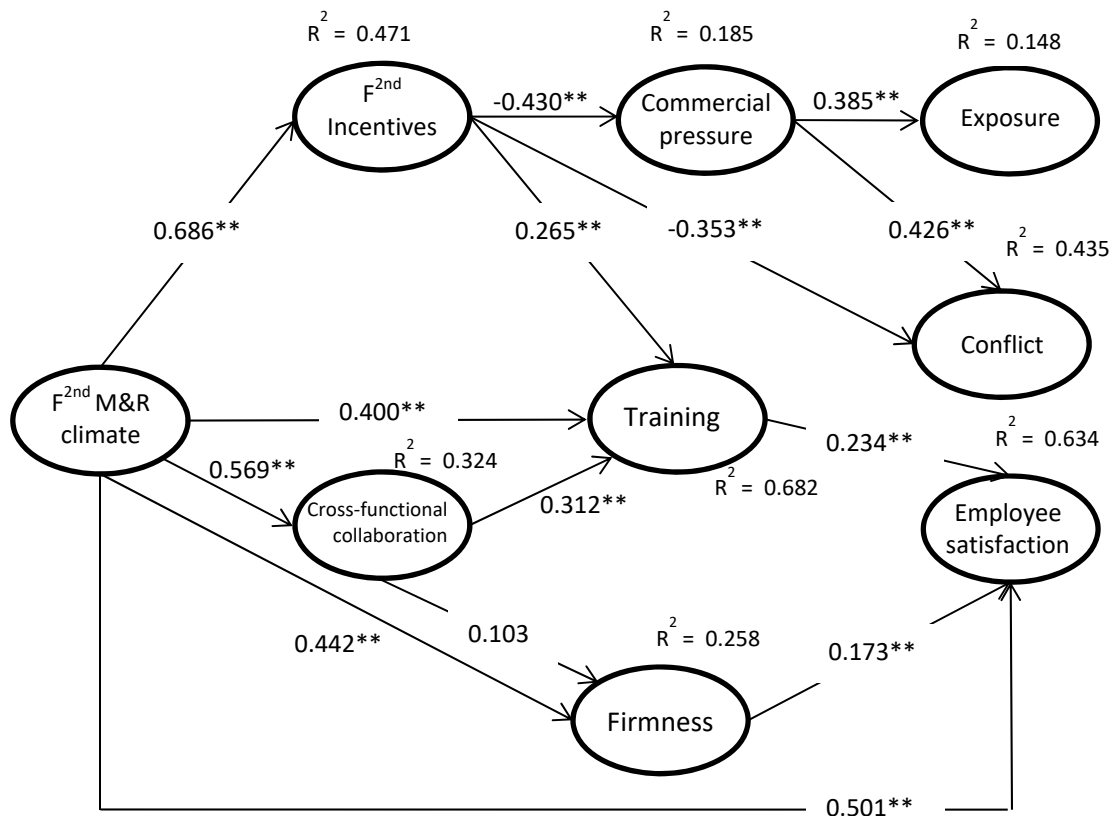 R² = 0.471
R² = 0.185
R² = 0.148
F²ⁿᵈ
Incentives
-0.430**
Commercial
pressure
0.385**
Exposure
0.686**
0.265**
-0.353**
0.426**
R² = 0.435
Conflict
F²ⁿᵈ M&R
climate
0.400**
Training
0.234**
R² = 0.634
0.569**
R² = 0.324
R² = 0.682
Cross-functional
collaboration
0.312**
Employee
satisfaction
0.442**
0.103
R² = 0.258
0.173**
Firmness
0.501**